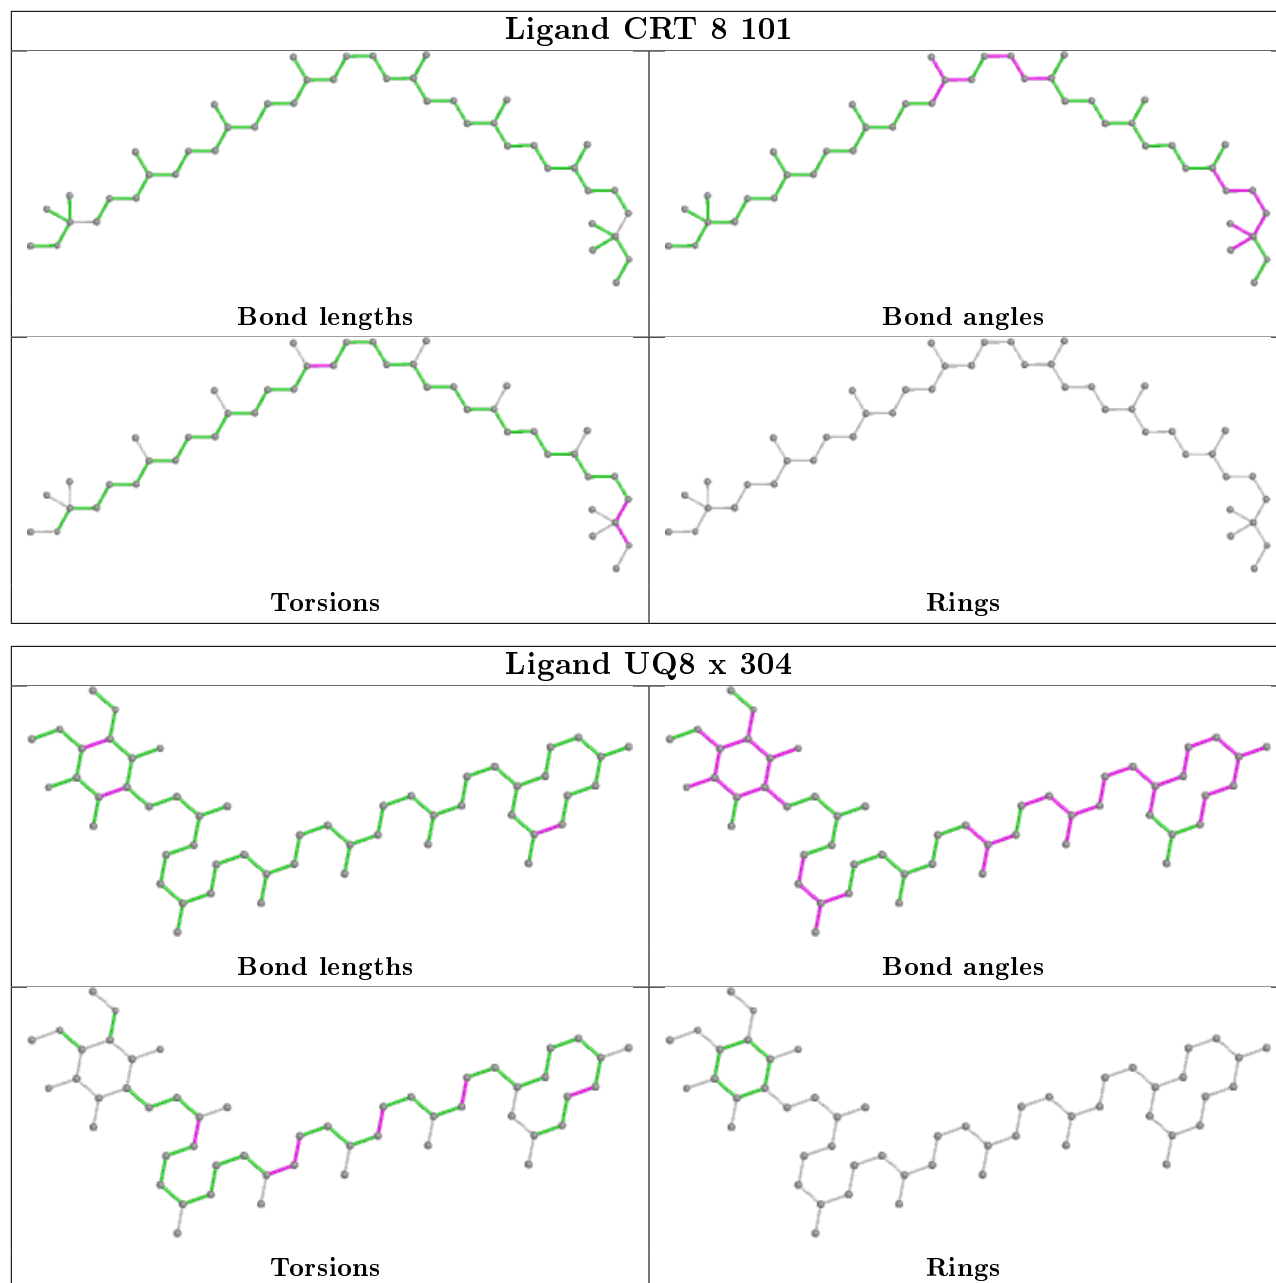 Ligand CRT 8 101
Bond lengths
Bond angles
Torsions
Rings
Ligand UQ8 x 304
Bond lengths
Bond angles
Torsions
Rings